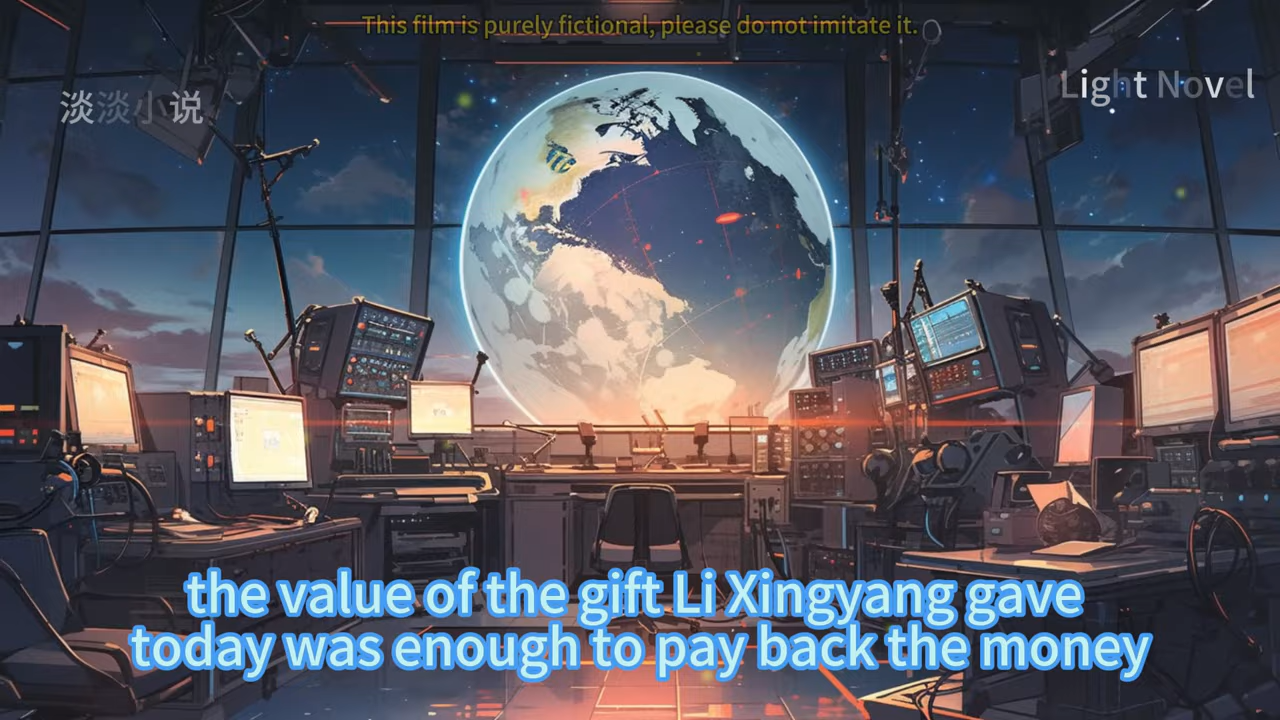 This film is purely fictional, please do not imitate it.
淡淡小说
Light Novel
the value of the gift Li Xingyang gave
today was enough to pay back the money